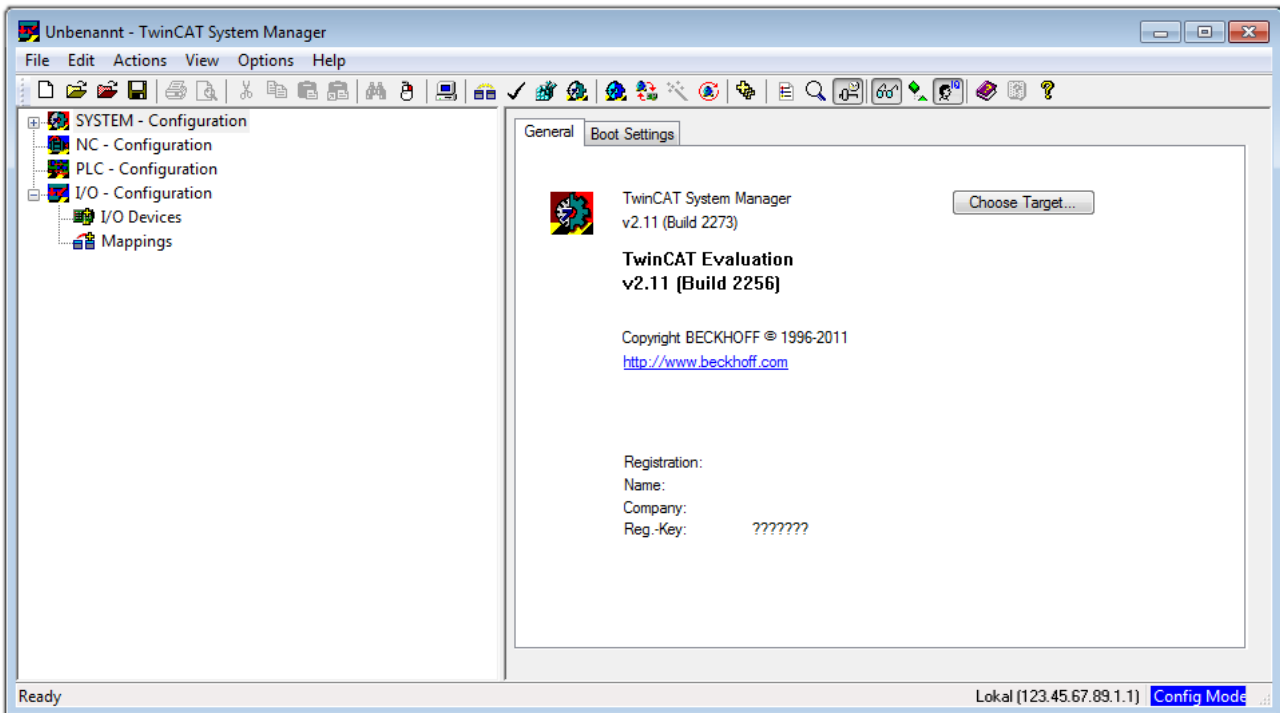 Unbenannt - TwinCAT System Manager
File Edit Actions View Options Help
SYSTEM - Configuration
NC - Configuration
PLC - Configuration
I/O - Configuration
I/O Devices
Mappings
General Boot Settings
TwinCAT System Manager
v2.11 (Build 2273)
Choose Target...
TwinCAT Evaluation
v2.11 (Build 2256)
Copyright BECKHOFF © 1996-2011
http://www.beckhoff.com
Registration:
Name:
Company:
Reg.-Key: ???????
Ready Lokal (123.45.67.89.1.1) Config Mode